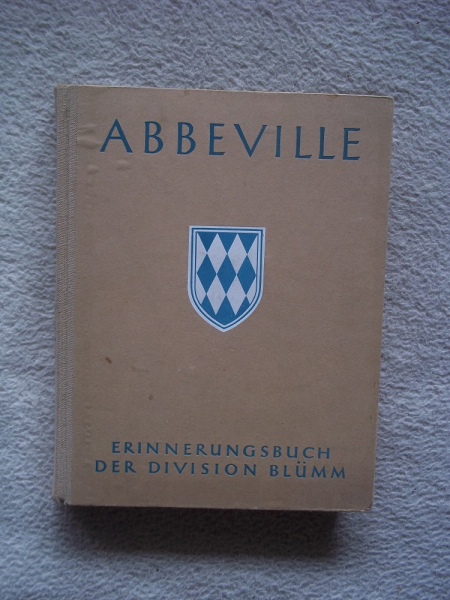 ABBEVILLE
ERINNERUNGSBUCH
DER DIVISION BLÜMM